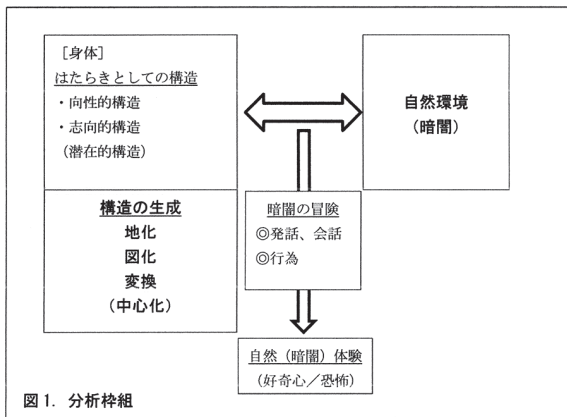 ［身体］
はたらきとしての構造
・向性的構造
・志向的構造
（潜在的構造）
自然環境
（暗闇）
構造の生成
地化
図化
変換
（中心化）
暗闇の冒険
◎発話、会話
◎行為
自然（暗闇）体験
（好奇心／恐怖）
図 1. 分析枠組